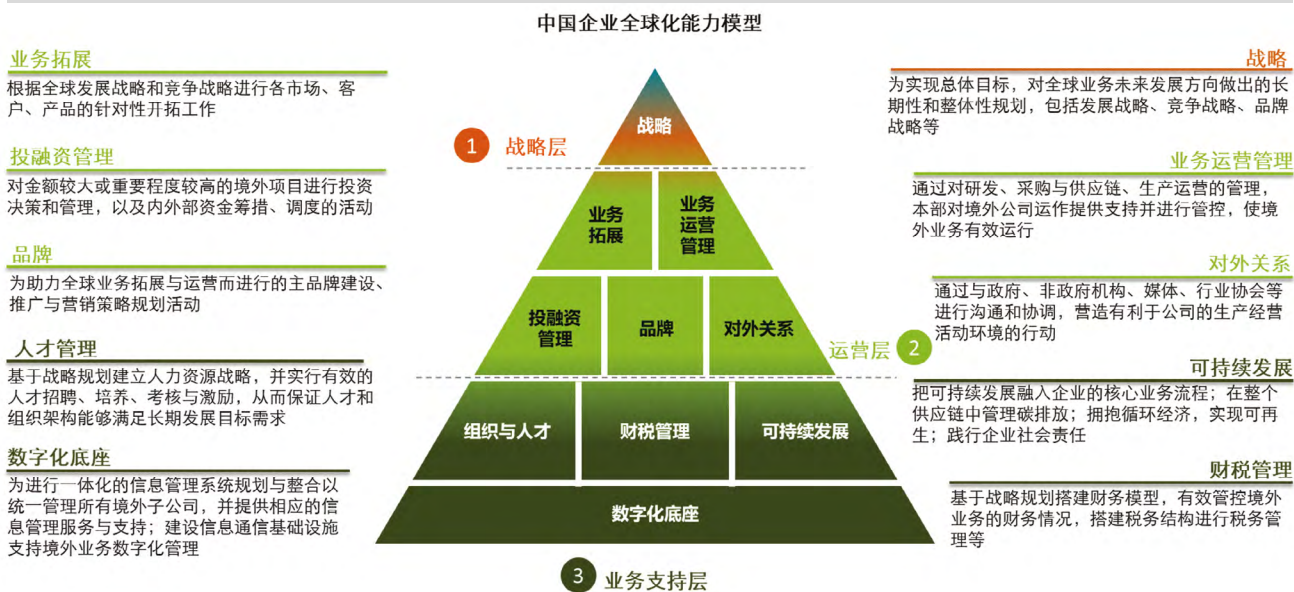 中国企业全球化能力模型
业务拓展
根据全球发展战略和竞争战略进行各市场、客
户、产品的针对性开拓工作
投融资管理
对金额较大或重要程度较高的境外项目进行投资
决策和管理，以及内外部资金筹措、调度的活动
品牌
为助力全球业务拓展与运营而进行的主品牌建设、
推广与营销策略规划活动
人才管理
基于战略规划建立人力资源战略，并实行有效的
人才招聘、培养、考核与激励，从而保证人才和
组织架构能够满足长期发展目标需求
数字化底座
为进行一体化的信息管理系统规划与整合以
统一管理所有境外子公司，并提供相应的信
息管理服务与支持；建设信息通信基础设施
支持境外业务数字化管理
1 战略层
战略
业务
拓展
业务
运营
管理
投融资
管理
品牌
对外关系
运营层 2
组织与人才
财税管理
可持续发展
数字化底座
3 业务支持层
战略
为实现总体目标，对全球业务未来发展方向做出的长
期性和整体性规划，包括发展战略、竞争战略、品牌
战略等
业务运营管理
通过对研发、采购与供应链、生产运营的管理，
本部对境外公司运作提供支持并进行管控，使境
外业务有效运行
对外关系
通过与政府、非政府机构、媒体、行业协会等
进行沟通和协调，营造有利于公司的生产经营
活动环境的行动
可持续发展
把可持续发展融入企业的核心业务流程；在整个
供应链中管理碳排放；拥抱循环经济，实现可再
生；践行企业社会责任
财税管理
基于战略规划搭建财务模型，有效管控境外
业务的财务情况，搭建税务结构进行税务管
理等